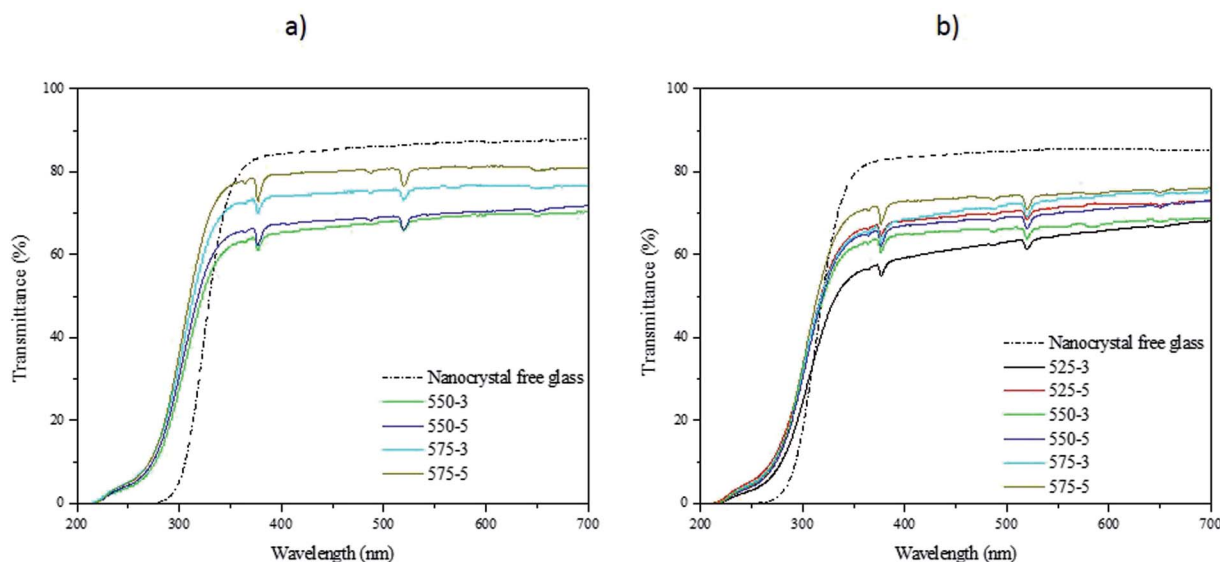 a)
100
80
60
40
20
0
Transmittance (%)
Nanocrystal free glass
550-3
550-5
575-3
575-5
200 300 400 500 600 700
Wavelength (nm)
b)
100
80
60
40
20
0
Transmittance (%)
Nanocrystal free glass
525-3
525-5
550-3
550-5
575-3
575-5
200 300 400 500 600 700
Wavelength (nm)